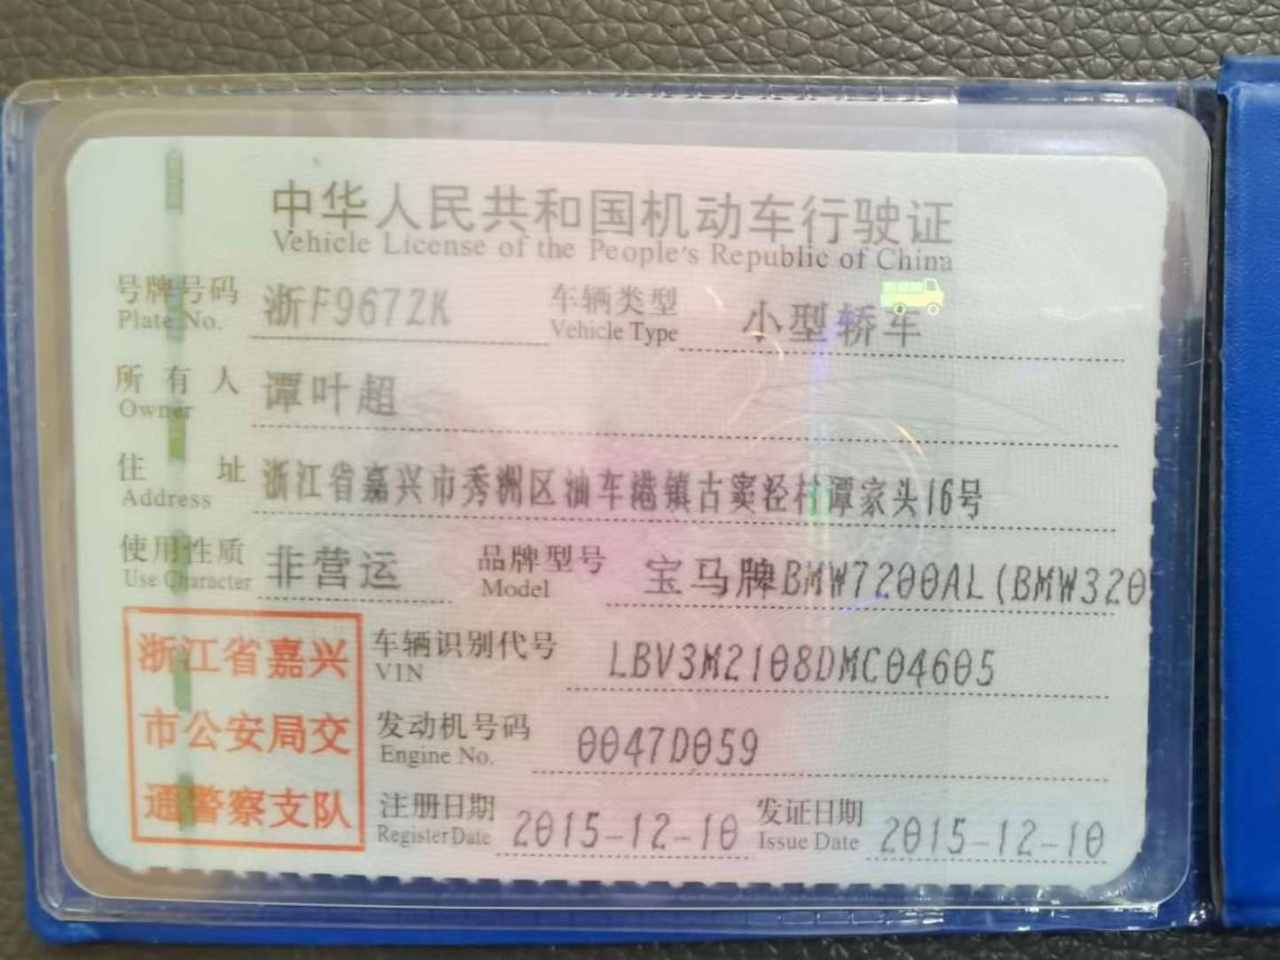 中华人民共和国机动车行驶证
Vehicle License of the People's Republic of China
号牌号码 浙F9672K 车辆类型 小型轿车
Plate No. Vehicle Type
所有人 谭叶超
Owner
住址 浙江省嘉兴市秀洲区油车港镇古窦泾村谭家头16号
Address
使用性质 非营运 品牌型号 宝马牌BMW7200AL(BMW320
Use Character Model
浙江省嘉兴
市公安局交
通警察支队
车辆识别代号 LBV3M2108DMC04605
VIN
发动机号码 0047D059
Engine No.
注册日期 2015-12-10 发证日期 2015-12-10
Register Date Issue Date